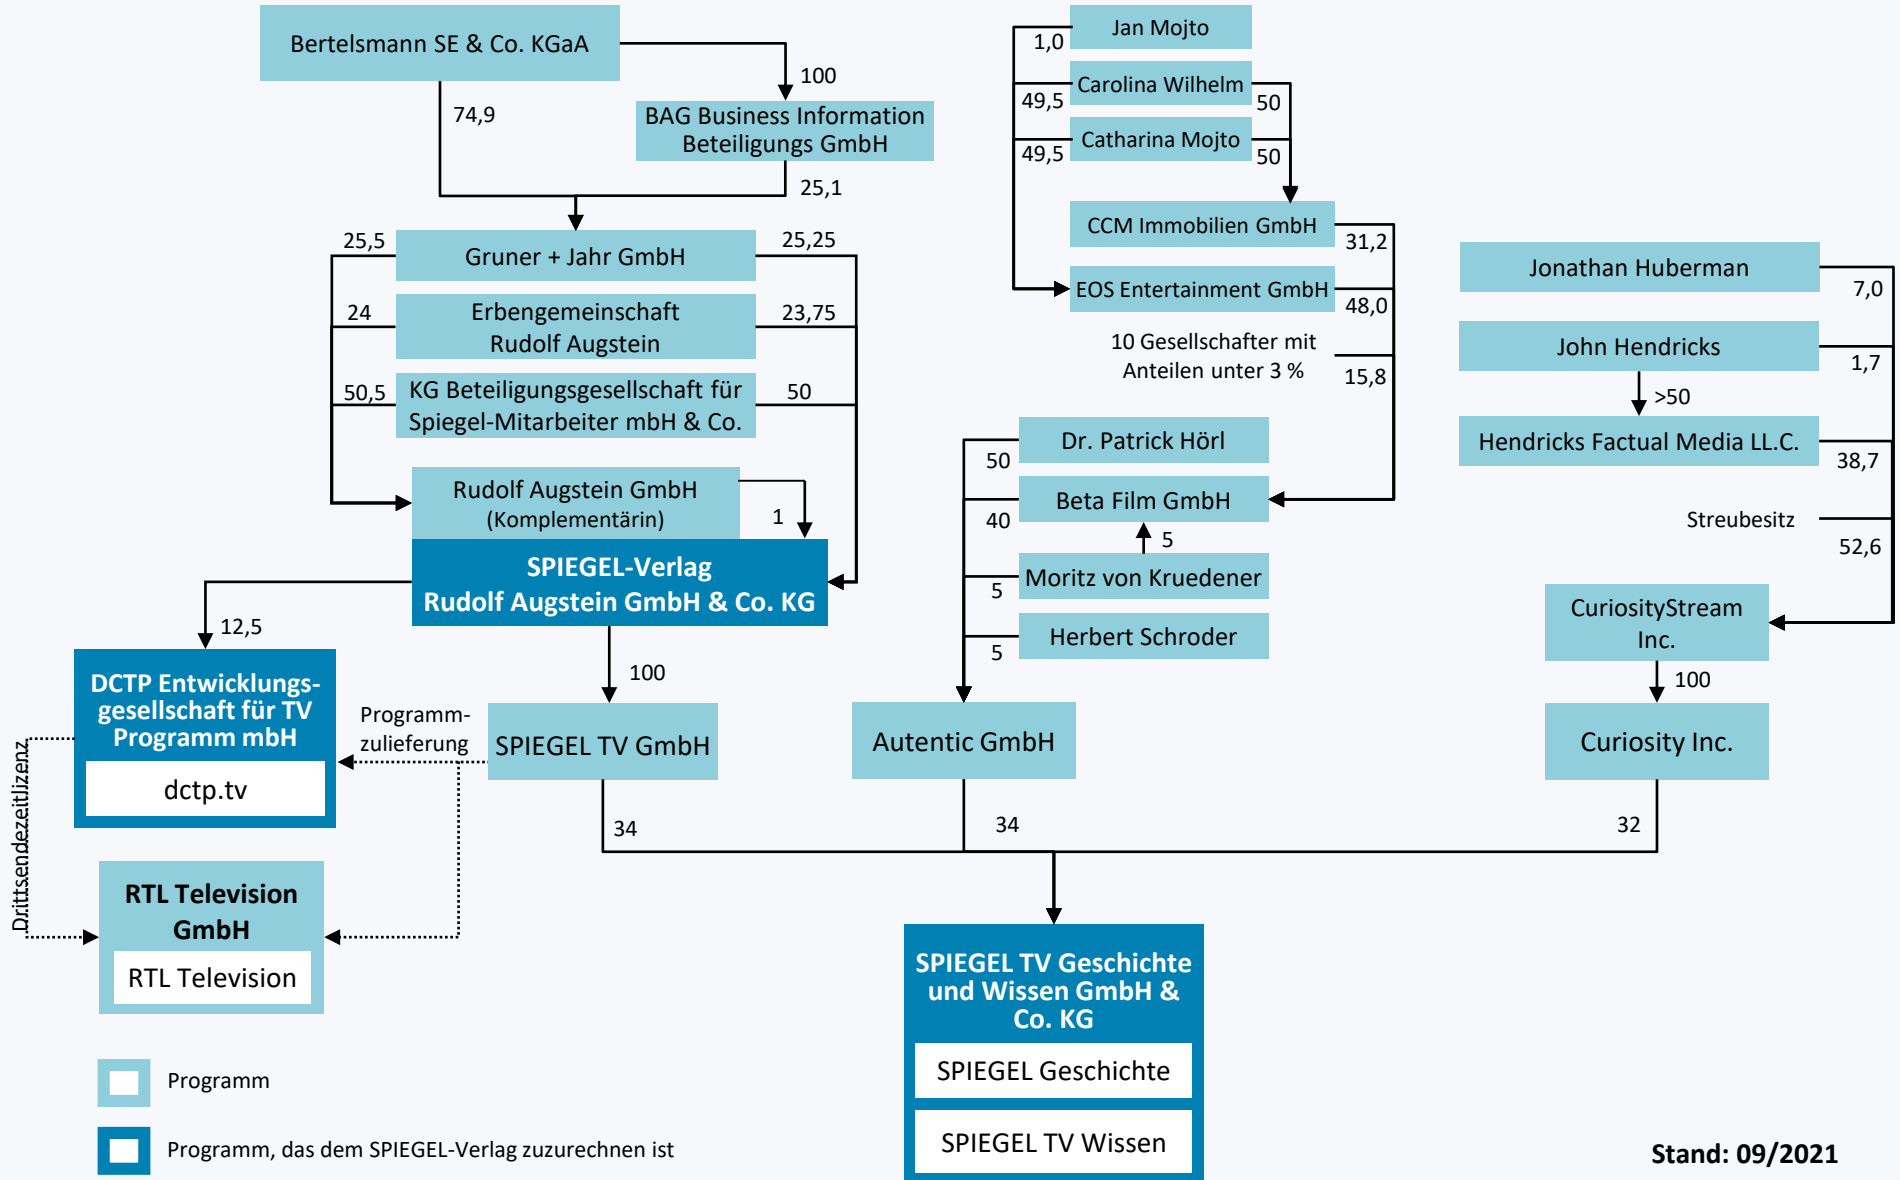 Bertelsmann SE & Co. KGaA
100
74,9
BAG Business Information
Beteiligungs GmbH
25,1
25,5
Gruner + Jahr GmbH
25,25
24
Erbengemeinschaft
Rudolf Augstein
23,75
50,5
KG Beteiligungsgesellschaft für
Spiegel-Mitarbeiter mbH & Co.
50
Rudolf Augstein GmbH
(Komplementärin)
1
SPIEGEL-Verlag
Rudolf Augstein GmbH & Co. KG
12,5
100
DCTP Entwicklungs-
gesellschaft für TV
Programm mbH
dctp.tv
Programm-
zulieferung
SPIEGEL TV GmbH
Drittsendezeitlizenz
RTL Television
GmbH
RTL Television
34
Jan Mojto
1,0
Carolina Wilhelm
49,5
50
Catharina Mojto
49,5
50
CCM Immobilien GmbH
31,2
EOS Entertainment GmbH
48,0
10 Gesellschafter mit
Anteilen unter 3 %
15,8
Dr. Patrick Hörl
50
Beta Film GmbH
40
5
Moritz von Kruedener
5
Herbert Schroder
5
Autentic GmbH
34
Jonathan Huberman
7,0
John Hendricks
1,7
>50
Hendricks Factual Media LL.C.
38,7
Streubesitz
52,6
CuriosityStream
Inc.
100
Curiosity Inc.
32
SPIEGEL TV Geschichte
und Wissen GmbH &
Co. KG
SPIEGEL Geschichte
SPIEGEL TV Wissen
Programm
Programm, das dem SPIEGEL-Verlag zuzurechnen ist
Stand: 09/2021